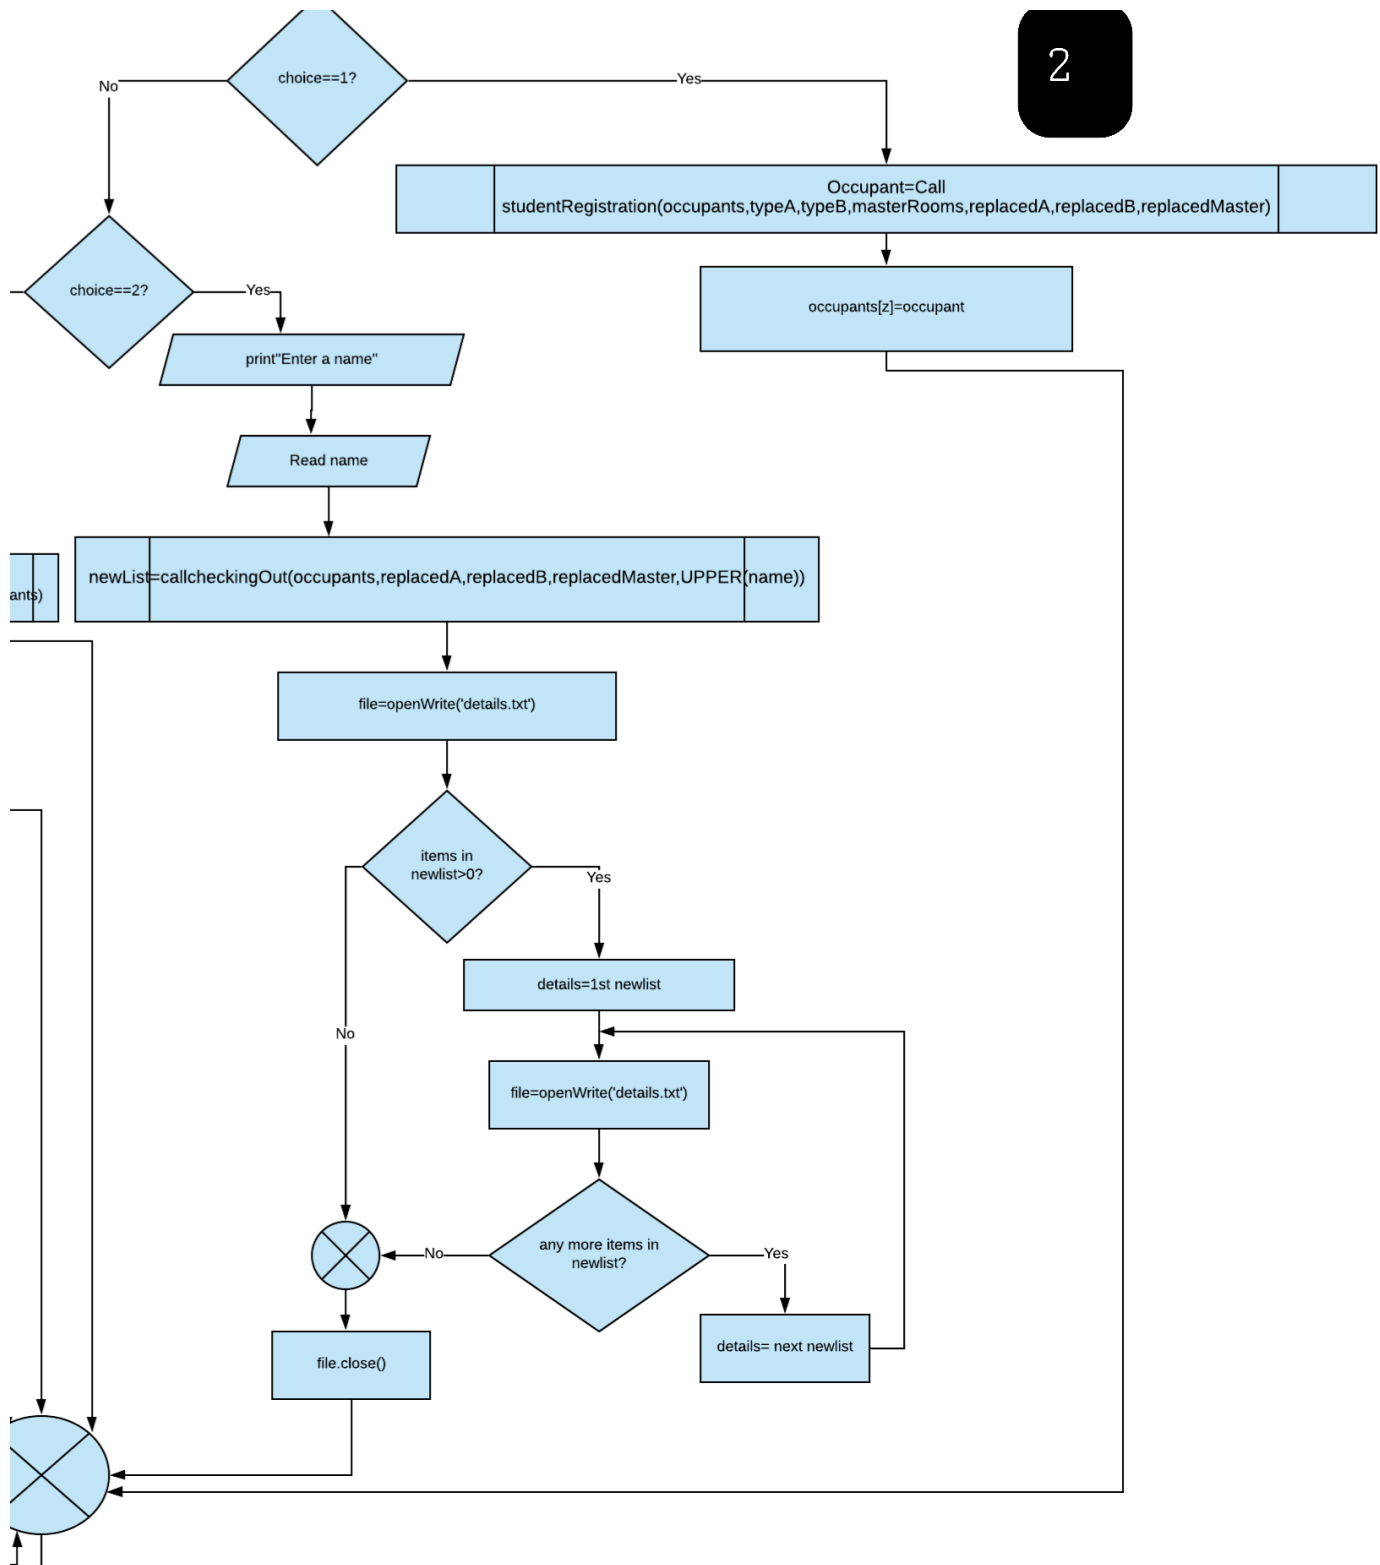 2
choice==1?
No
Yes
Occupant=Call
studentRegistration(occupants,typeA,typeB,masterRooms,replacedA,replacedB,replacedMaster)
choice==2?
Yes
occupants[z]=occupant
print"Enter a name"
Read name
newList=callcheckingOut(occupants,replacedA,replacedB,replacedMaster,UPPER(name))
ants)
file=openWrite('details.txt')
items in
newlist>0?
Yes
No
details=1st newlist
file=openWrite('details.txt')
any more items in
newlist?
No
Yes
details= next newlist
file.close()